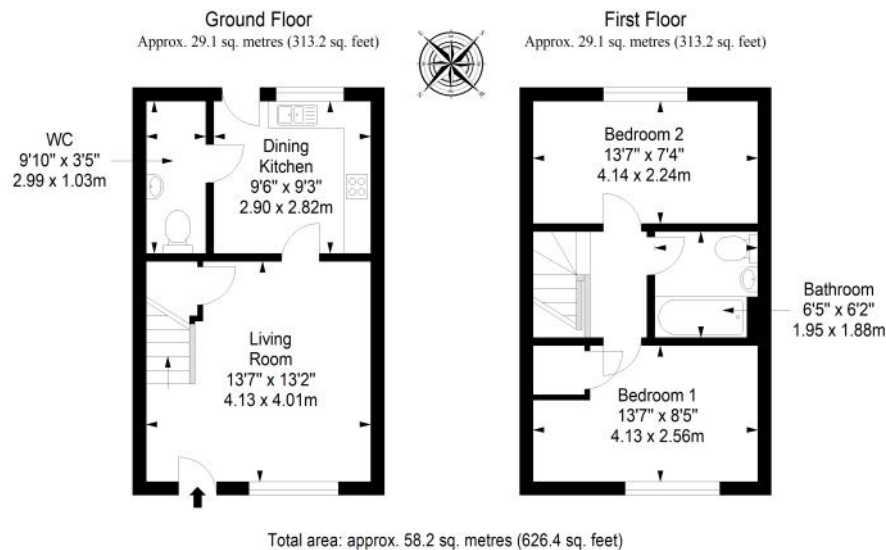 Ground Floor
Approx. 29.1 sq. metres (313.2 sq. feet)
First Floor
Approx. 29.1 sq. metres (313.2 sq. feet)
WC
9'10" x 3'5"
2.99 x 1.03m
Dining
Kitchen
9'6" x 9'3"
2.90 x 2.82m
Living
Room
13'7" x 13'2"
4.13 x 4.01m
Bedroom 2
13'7" x 7'4"
4.14 x 2.24m
Bathroom
6'5" x 6'2"
1.95 x 1.88m
Bedroom 1
13'7" x 8'5"
4.13 x 2.56m
Total area: approx. 58.2 sq. metres (626.4 sq. feet)